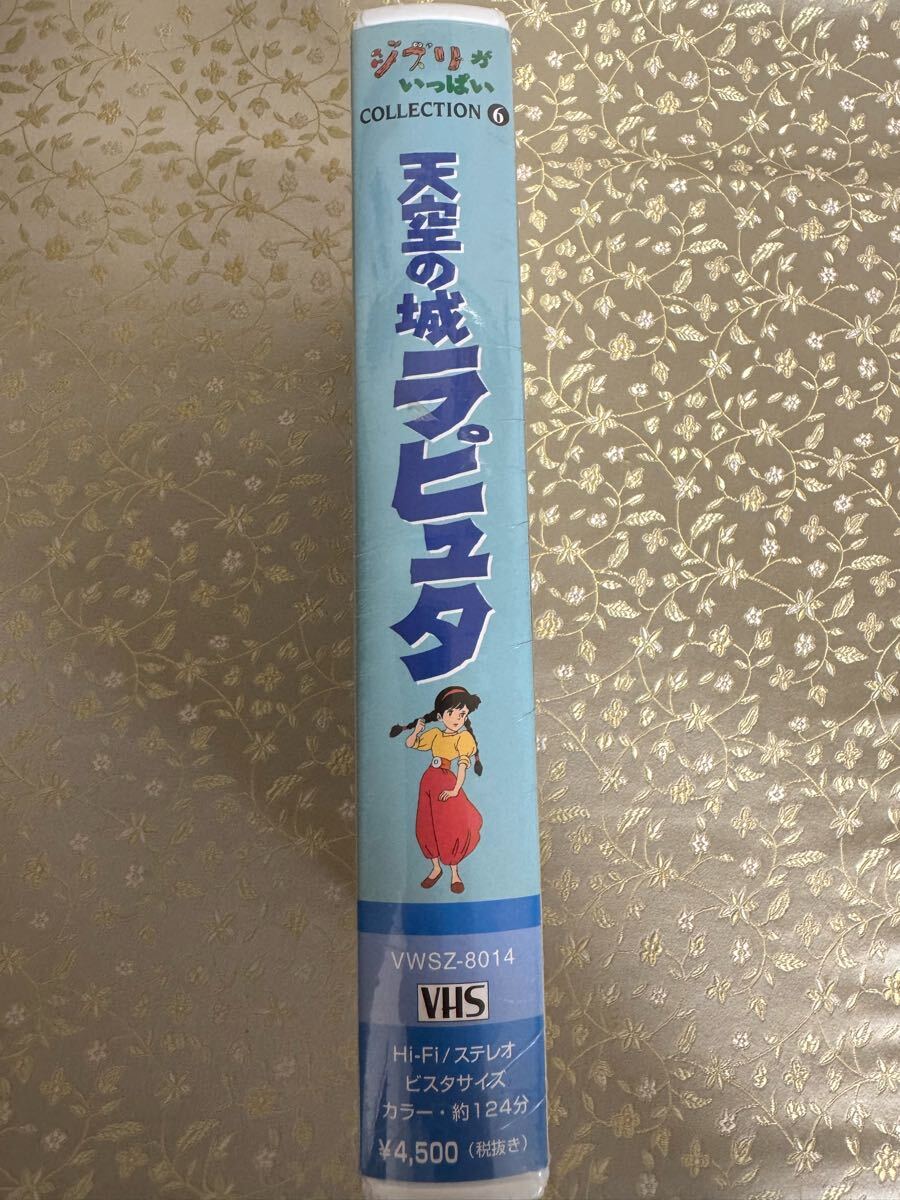 ジブリが
いっぱい
COLLECTION 6
天空の城
ラピュタ
VWSZ-8014
VHS
Hi-Fi/ステレオ
ビスタサイズ
カラー・約124分
¥4,500（税抜き）